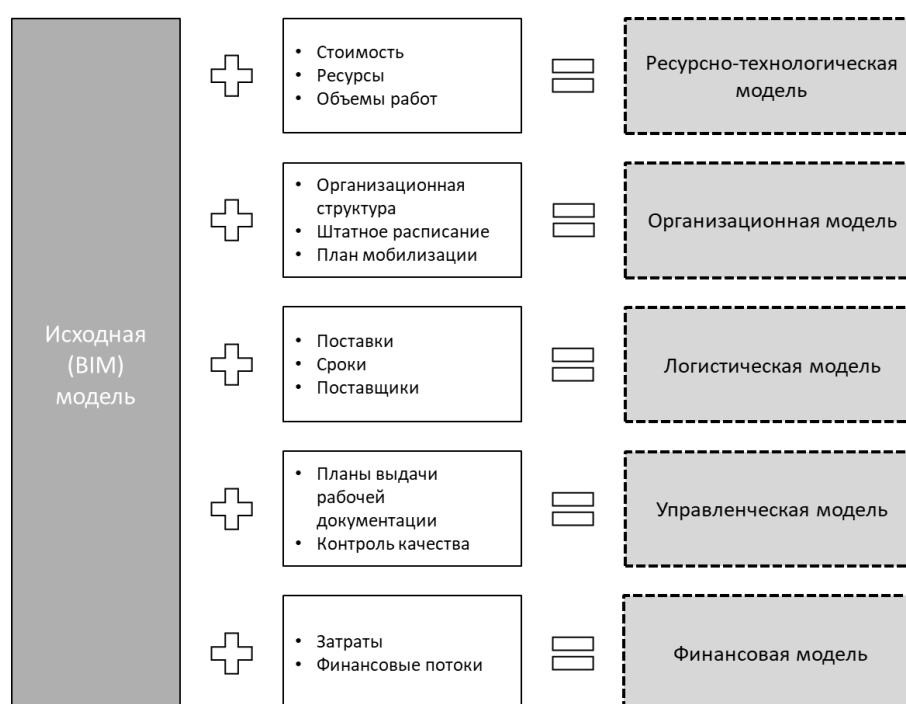 Исходная
(BIM)
модель
• Стоимость
• Ресурсы
• Объемы работ
Ресурсно-технологическая
модель
• Организационная
структура
• Штатное расписание
• План мобилизации
Организационная модель
• Поставки
• Сроки
• Поставщики
Логистическая модель
• Планы выдачи
рабочей
документации
• Контроль качества
Управленческая модель
• Затраты
• Финансовые потоки
Финансовая модель